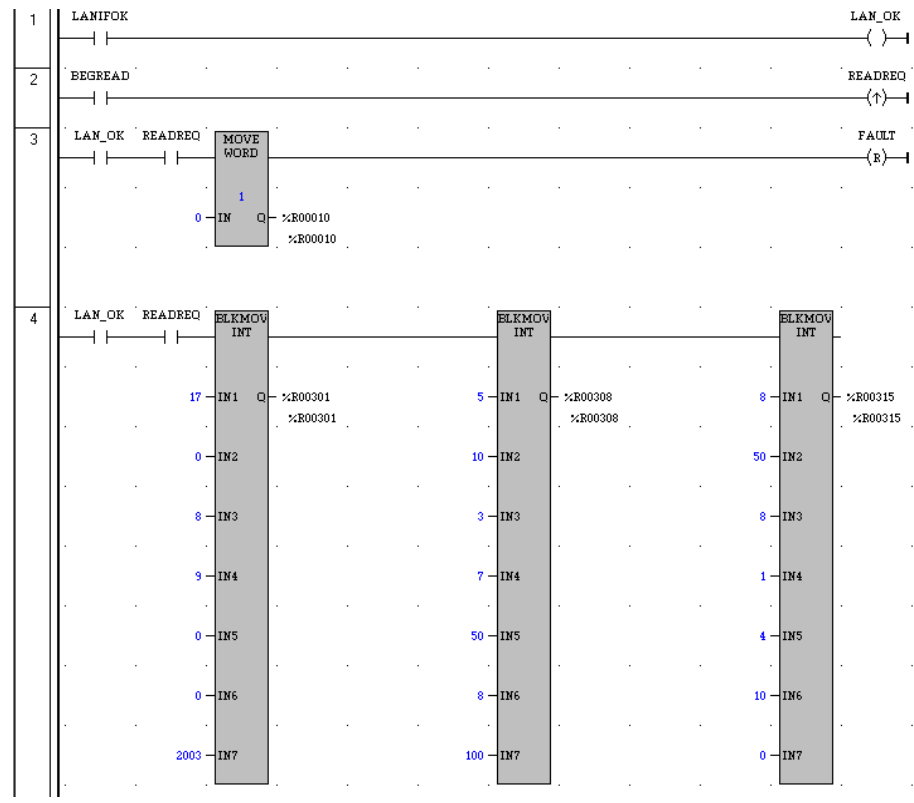 1 LANIFOK LAN_OK
2 BEGREAD READREQ
(↑)
3 LAN_OK READREQ MOVE FAULT
WORD (R)
1
0 IN Q %R00010
%R00010
4 LAN_OK READREQ BLKMOV BLKMOV BLKMOV
INT INT INT
17 IN1 Q %R00301 5 IN1 Q %R00308 8 IN1 Q %R00315
%R00301 %R00308 %R00315
0 IN2 10 IN2 50 IN2
8 IN3 3 IN3 8 IN3
9 IN4 7 IN4 1 IN4
0 IN5 50 IN5 4 IN5
0 IN6 8 IN6 10 IN6
2003 IN7 100 IN7 0 IN7